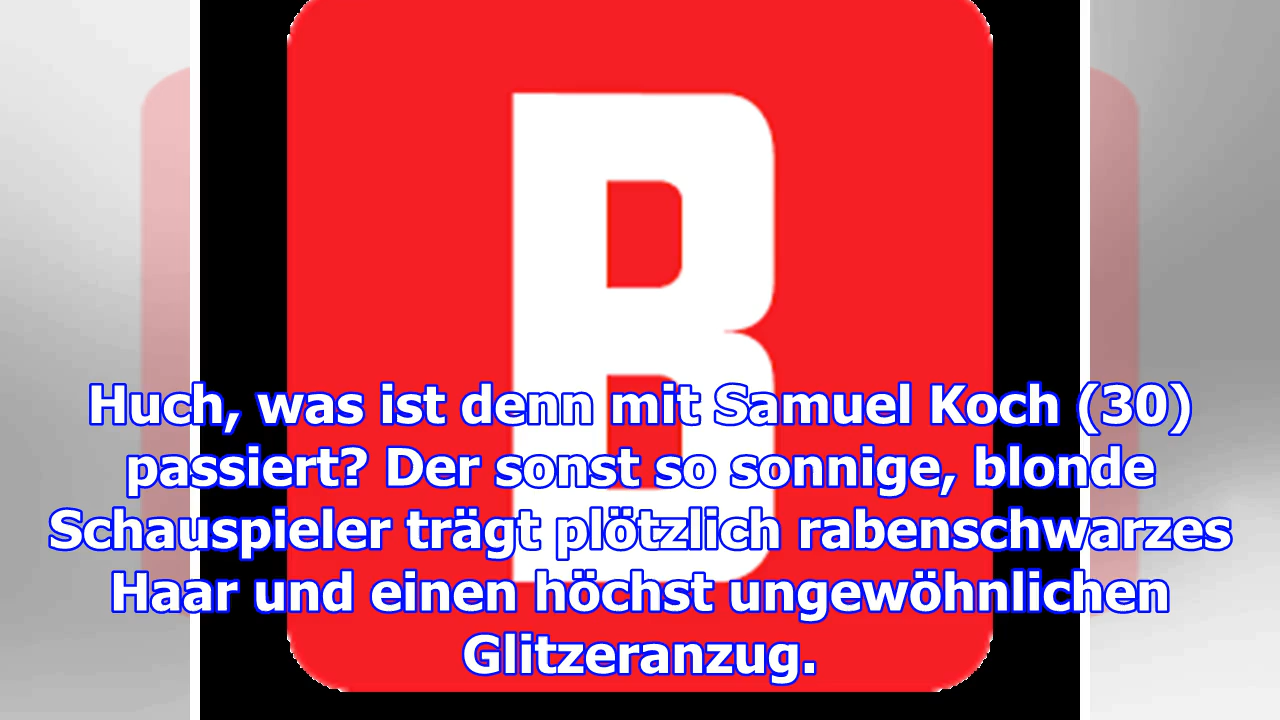 B
Huch, was ist denn mit Samuel Koch (30)
passiert? Der sonst so sonnige, blonde
Schauspieler trägt plötzlich rabenschwarzes
Haar und einen höchst ungewöhnlichen
Glitzeranzug.